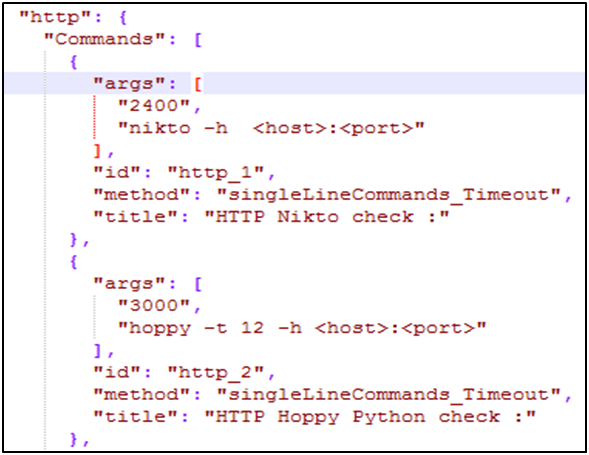 "http": {
"Commands": [
{
"args": [
"2400",
"nikto -h  <host>:<port>"
],
"id": "http_1",
"method": "singleLineCommands_Timeout",
"title": "HTTP Nikto check :"
},
{
"args": [
"3000",
"hoppy -t 12 -h <host>:<port>"
],
"id": "http_2",
"method": "singleLineCommands_Timeout",
"title": "HTTP Hoppy Python check :"
},